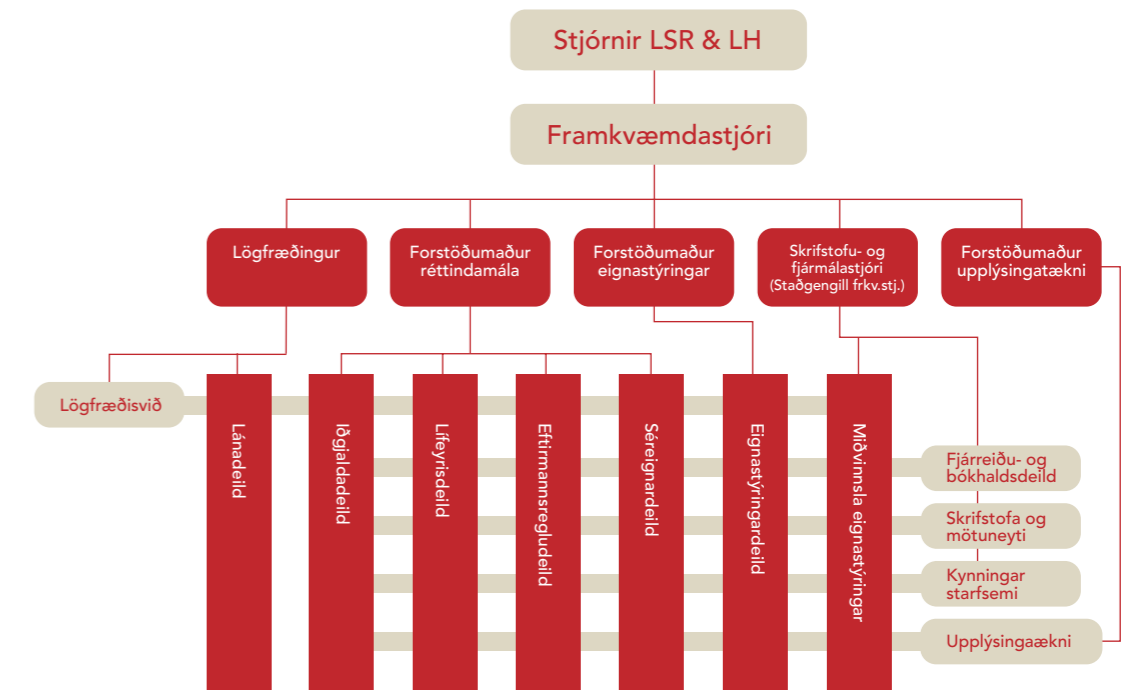 Stjórnir LSR & LH
Framkvæmdastjóri
Lögfræðingur
Forstöðumaður
réttindamála
Forstöðumaður
eignastýringar
Skrifstofu- og
fjármálastjóri
(Staðgengill frkv.stj.)
Forstöðumaður
upplýsingatækni
Lögfræðisvið
Lánadeild
Iðgjaldadeild
Lífeyrisdeild
Eftirmannsregludeild
Séreignardeild
Eignastýringardeild
Miðvinnsla eignastýringar
Fjárreiðu- og
bókhaldsdeild
Skrifstofa og
mötuneyti
Kynningar
starfsemi
Upplýsingaækni